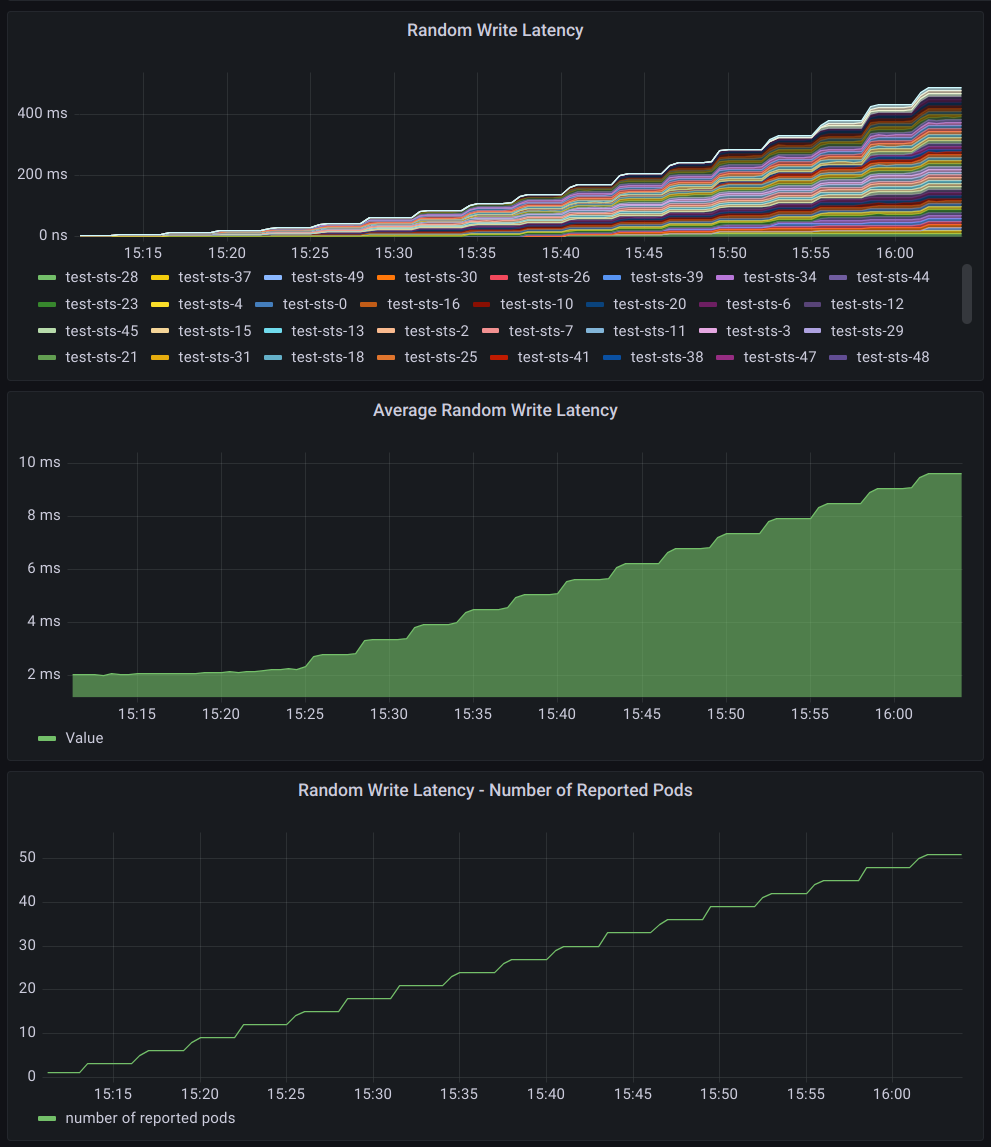 Random Write Latency
400 ms
200 ms
0 ns
15:15 15:20 15:25 15:30 15:35 15:40 15:45 15:50 15:55 16:00
test-sts-28 test-sts-37 test-sts-49 test-sts-30 test-sts-26 test-sts-39 test-sts-34 test-sts-44
test-sts-23 test-sts-4 test-sts-0 test-sts-16 test-sts-10 test-sts-20 test-sts-6 test-sts-12
test-sts-45 test-sts-15 test-sts-13 test-sts-2 test-sts-7 test-sts-11 test-sts-3 test-sts-29
test-sts-21 test-sts-31 test-sts-18 test-sts-25 test-sts-41 test-sts-38 test-sts-47 test-sts-48
Average Random Write Latency
10 ms
8 ms
6 ms
4 ms
2 ms
15:15 15:20 15:25 15:30 15:35 15:40 15:45 15:50 15:55 16:00
Value
Random Write Latency - Number of Reported Pods
50
40
30
20
10
0
15:15 15:20 15:25 15:30 15:35 15:40 15:45 15:50 15:55 16:00
number of reported pods